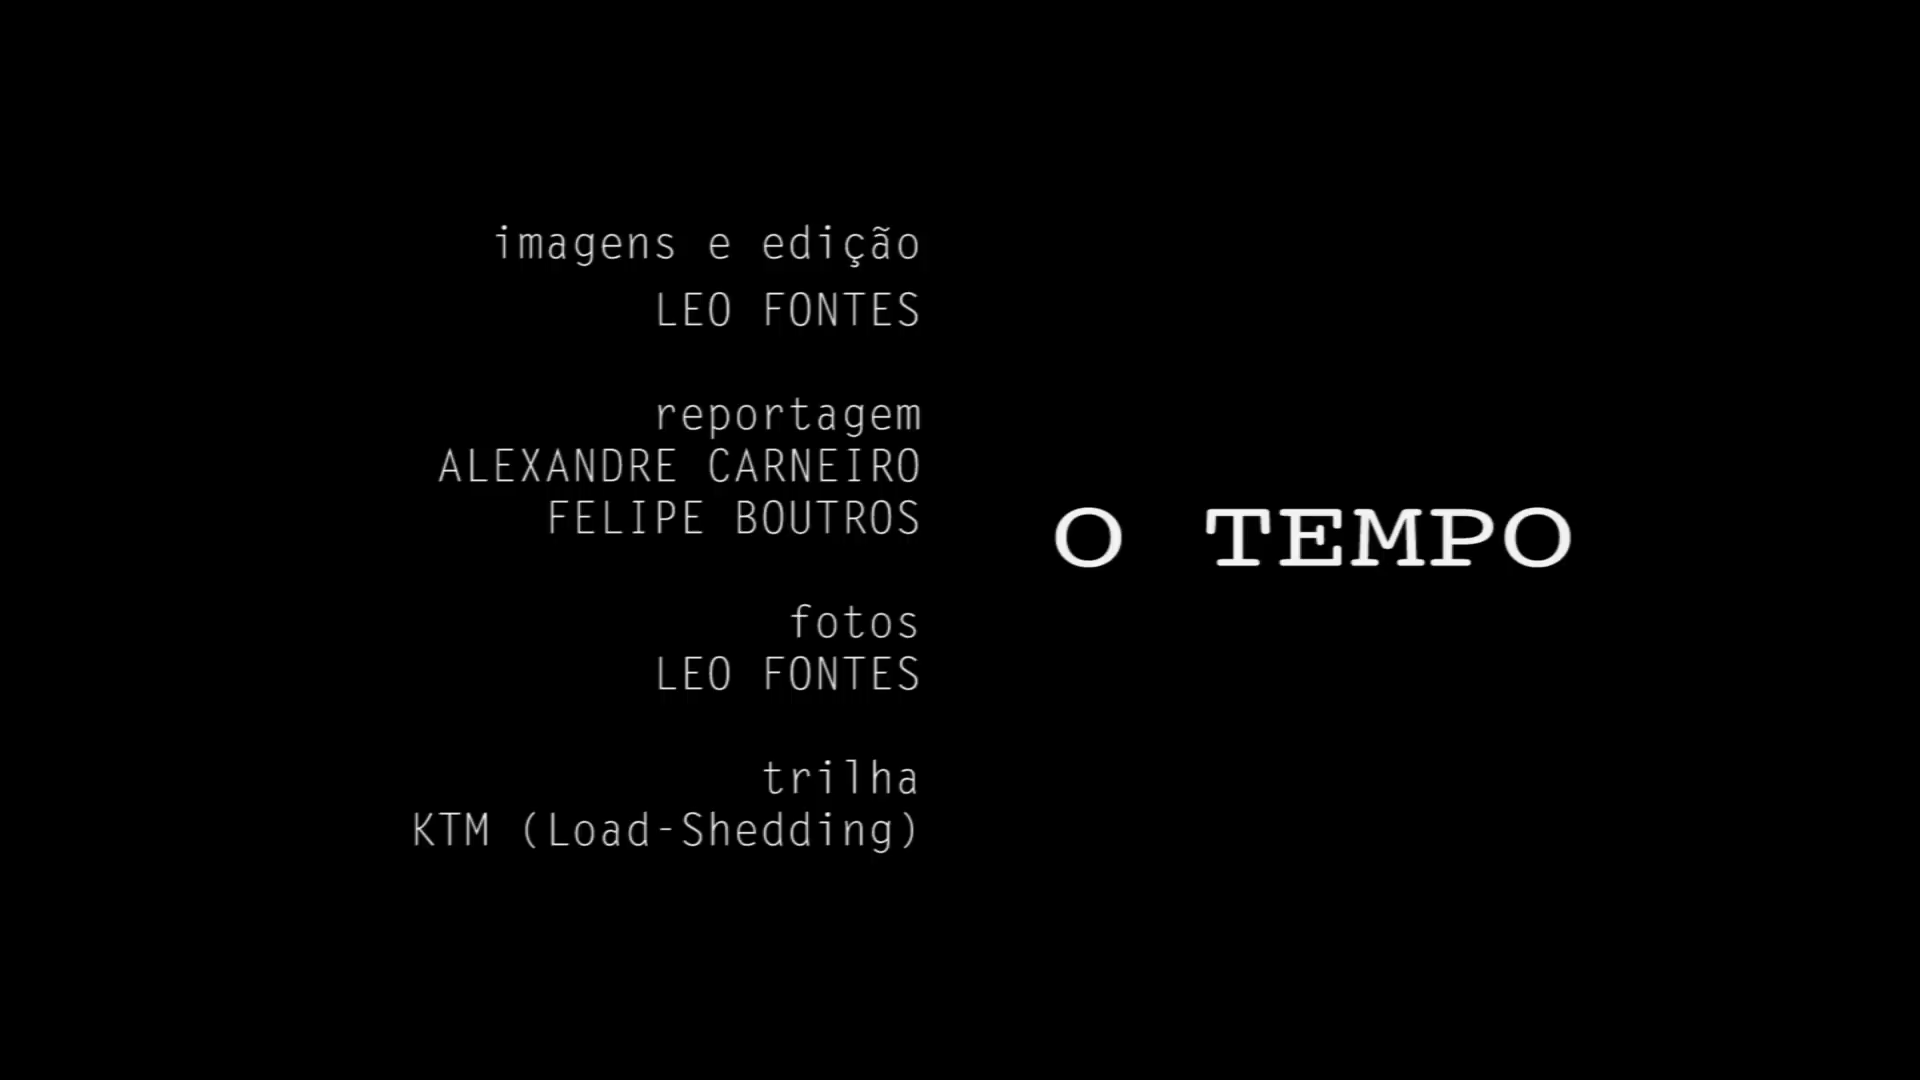 imagens e edição
LEO FONTES
reportagem
ALEXANDRE CARNEIRO
FELIPE BOUTROS
fotos
LEO FONTES
trilha
KTM (Load-Shedding)
O TEMPO